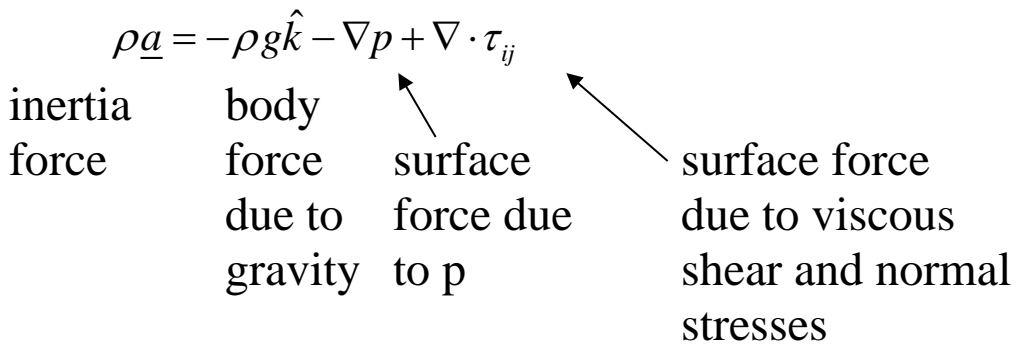 ρa = −ρgk̂ − ∇p + ∇ · τᵢⱼ
inertia body
force force surface surface force
due to force due due to viscous
gravity to p shear and normal
stresses